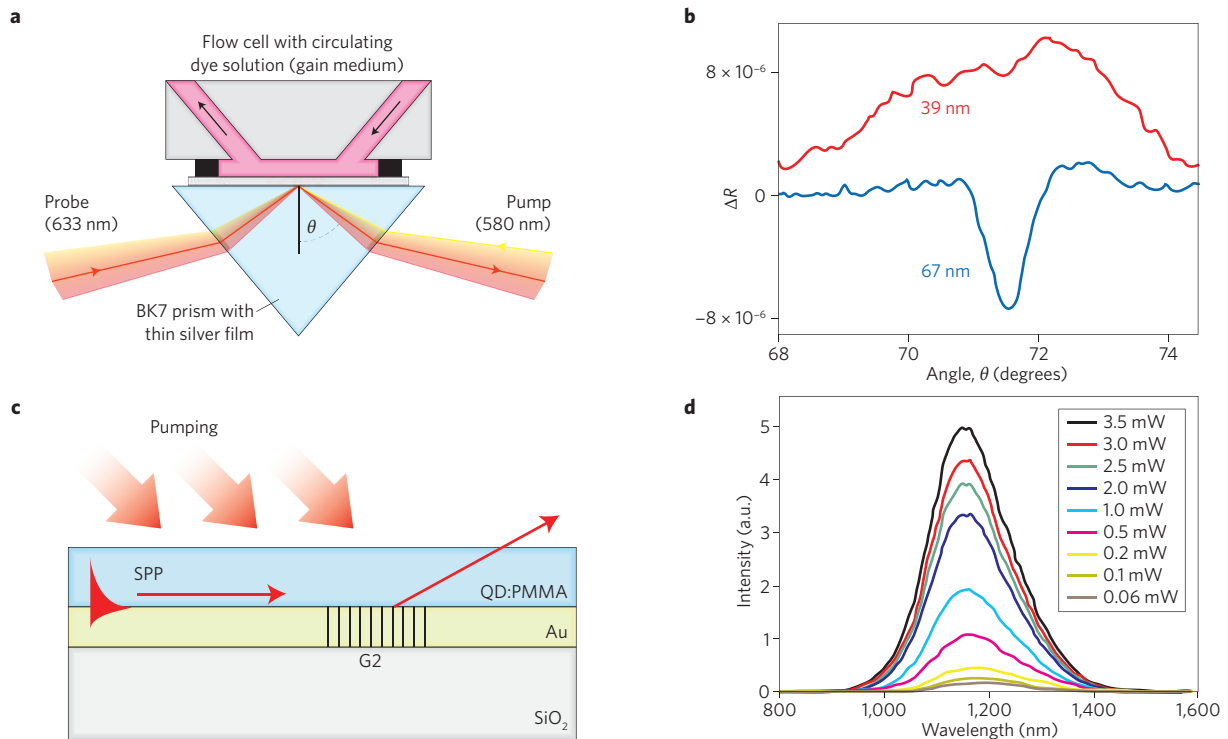 a
Flow cell with circulating
dye solution (gain medium)
Probe
(633 nm)
θ
Pump
(580 nm)
BK7 prism with
thin silver film
b
8 × 10⁻⁶
0
−8 × 10⁻⁶
ΔR
39 nm
67 nm
68
70
72
74
Angle, θ (degrees)
c
Pumping
SPP
QD:PMMA
Au
G2
SiO₂
d
5
4
3
2
1
0
Intensity (a.u.)
3.5 mW
3.0 mW
2.5 mW
2.0 mW
1.0 mW
0.5 mW
0.2 mW
0.1 mW
0.06 mW
800
1,000
1,200
1,400
1,600
Wavelength (nm)